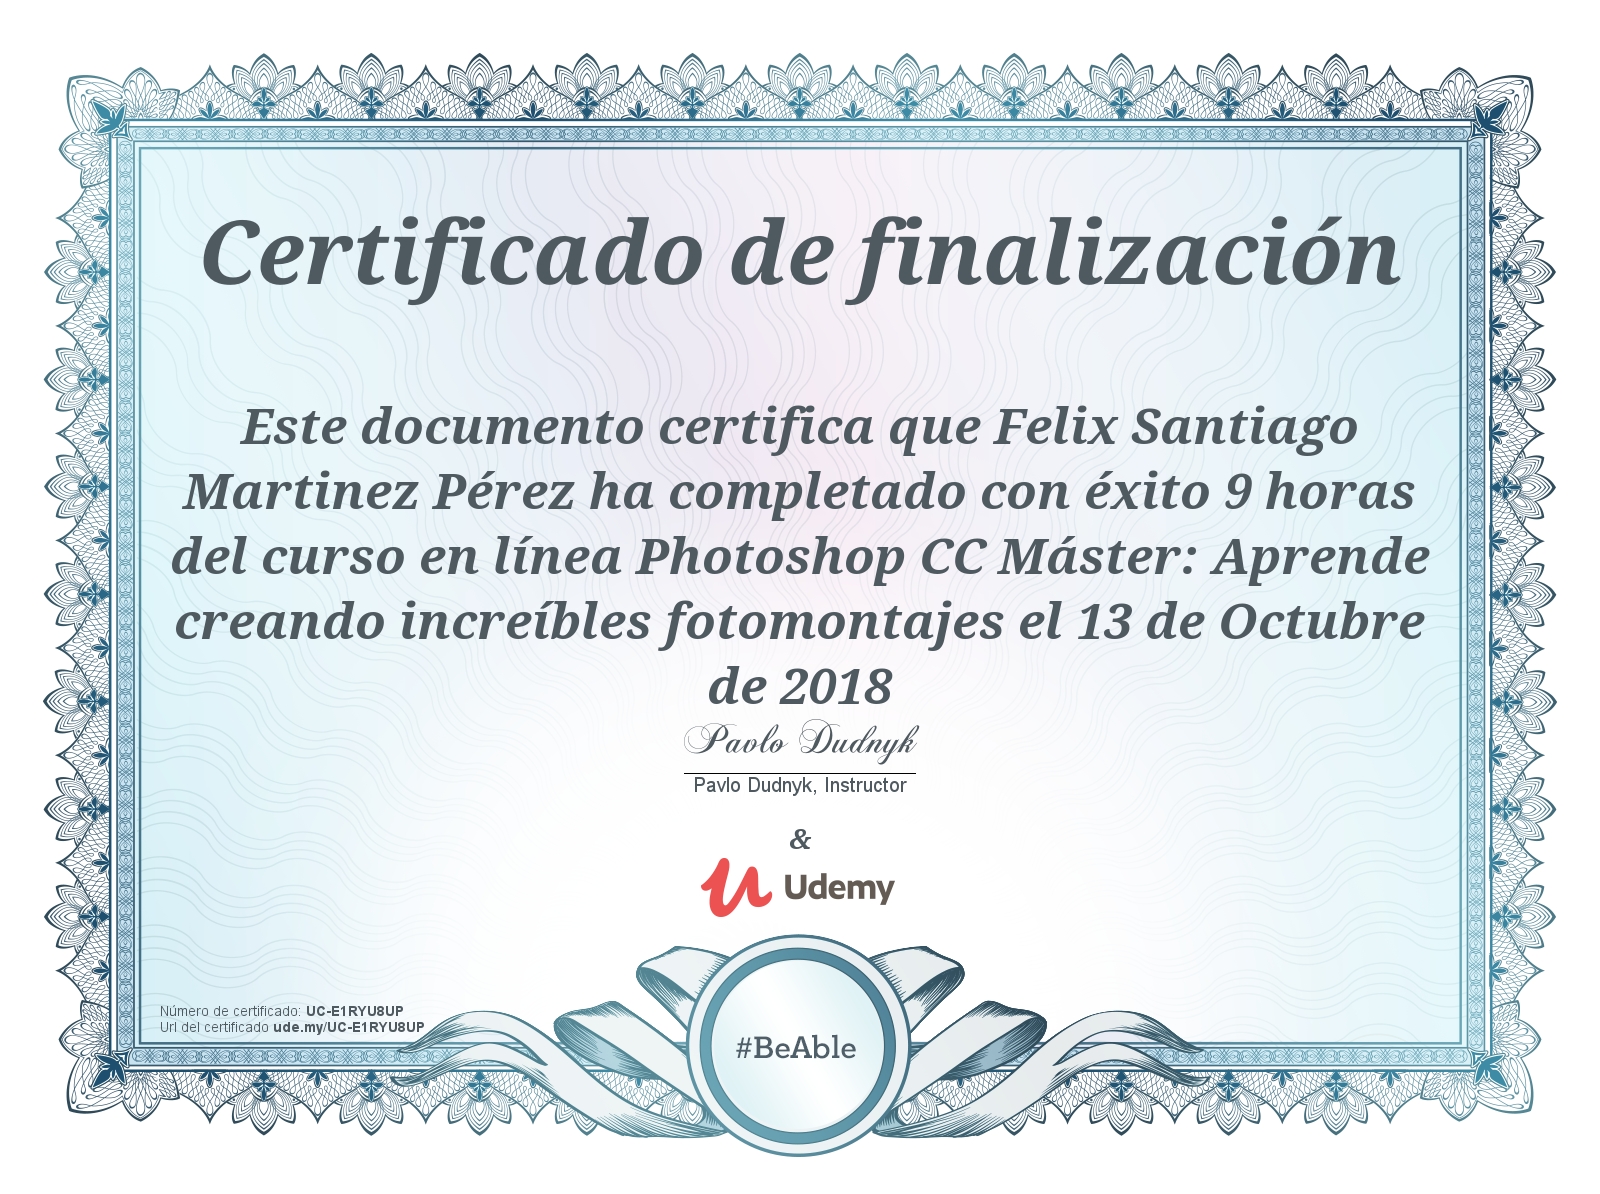 Certificado de finalización
Este documento certifica que Felix Santiago
Martinez Pérez ha completado con éxito 9 horas
del curso en línea Photoshop CC Máster: Aprende
creando increíbles fotomontajes el 13 de Octubre
de 2018
Pavlo Dudnyk
Pavlo Dudnyk, Instructor
&
Udemy
Número de certificado: UC-E1RYU8UP
Url del certificado ude.my/UC-E1RYU8UP
#BeAble